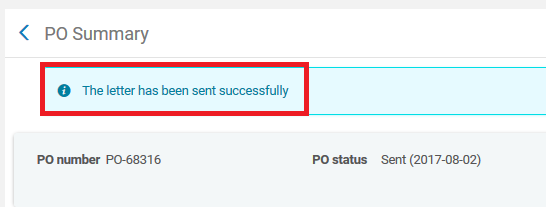 PO Summary
The letter has been sent successfully
PO number PO-68316 PO status Sent (2017-08-02)